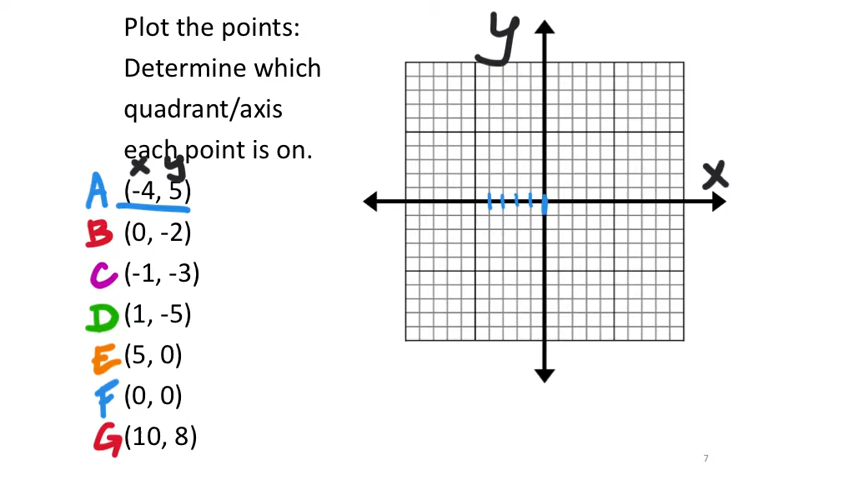 Plot the points:
Determine which
quadrant/axis
each point is on.
x y
A (-4, 5)
B (0, -2)
C (-1, -3)
D (1, -5)
E (5, 0)
F (0, 0)
G (10, 8)
y
x
7